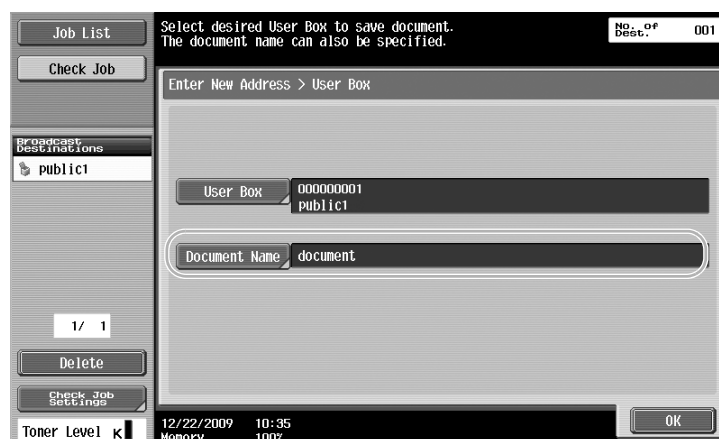 Job List
Check Job
Broadcast
Destinations
public1
1/ 1
Delete
Check Job
Settings
Toner Level K
Select desired User Box to save document.
The document name can also be specified.
No. of
Dest.
001
Enter New Address > User Box
User Box
000000001
public1
Document Name
document
12/22/2009 10:35
Memory 100%
OK